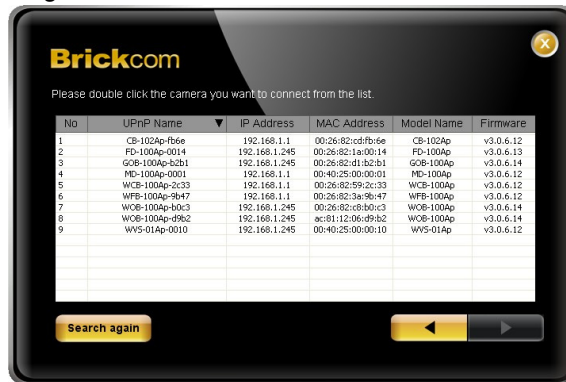 Brickcom
Please double click the camera you want to connect from the list.
No UPnP Name IP Address MAC Address Model Name Firmware
1 CB-102Ap-fb6e 192.168.1.1 00:26:82:cd:fb:6e CB-102Ap v3.0.6.12
2 FD-100Ap-0014 192.168.1.245 00:26:82:1a:00:14 FD-100Ap v3.0.6.13
3 GOB-100Ap-b2b1 192.168.1.245 00:26:82:d1:b2:b1 GOB-100Ap v3.0.6.14
4 MD-100Ap-0001 192.168.1.1 00:40:25:00:00:01 MD-100Ap v3.0.6.12
5 WCB-100Ap-2c33 192.168.1.1 00:26:82:59:2c:33 WCB-100Ap v3.0.6.12
6 WFB-100Ap-9b47 192.168.1.1 00:26:82:3a:9b:47 WFB-100Ap v3.0.6.12
7 WOB-100Ap-b0c3 192.168.1.245 00:26:82:c8:b0:c3 WOB-100Ap v3.0.6.14
8 WOB-100Ap-d9b2 192.168.1.245 ac:81:12:06:d9:b2 WOB-100Ap v3.0.6.14
9 WVS-01Ap-0010 192.168.1.245 00:40:25:00:00:10 WVS-01Ap v3.0.6.12
Search again